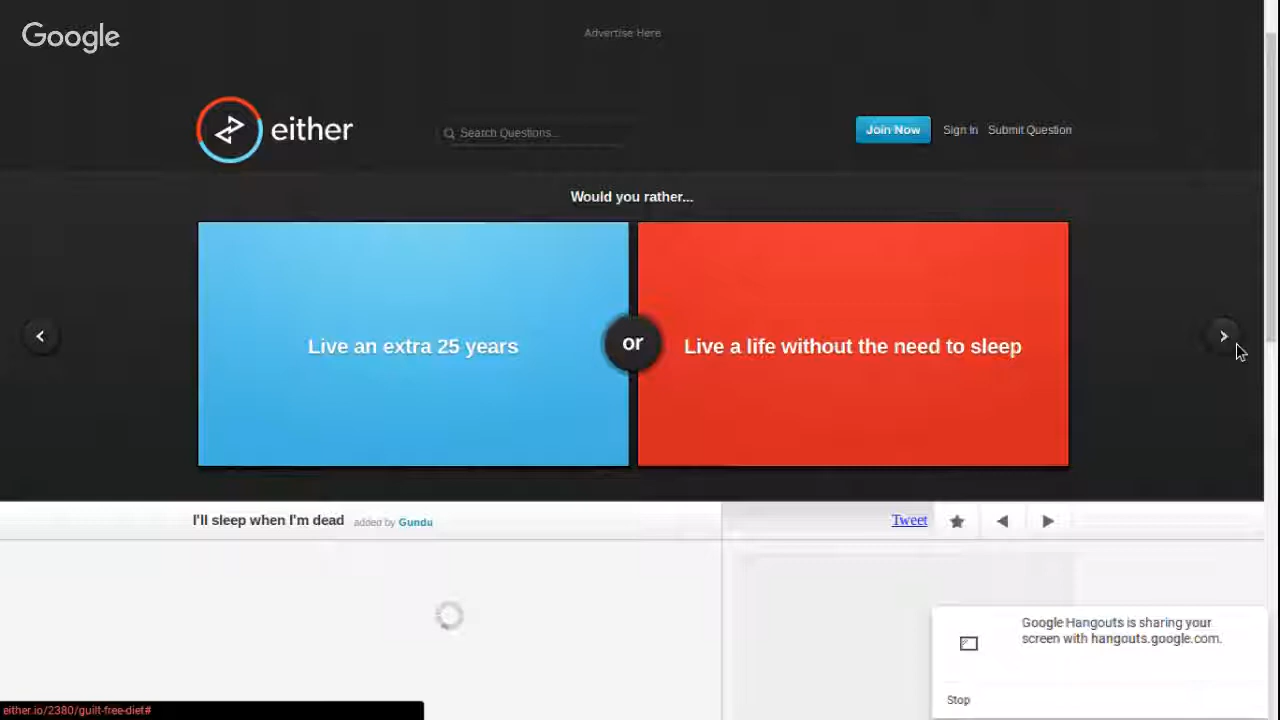 Google
Advertise Here
either
Search Questions...
Join Now
Sign In
Submit Question
Would you rather...
Live an extra 25 years
or
Live a life without the need to sleep
I'll sleep when I'm dead added by Gundu
Tweet
Google Hangouts is sharing your
screen with hangouts.google.com.
Stop
either.io/2380/guilt-free-diet#